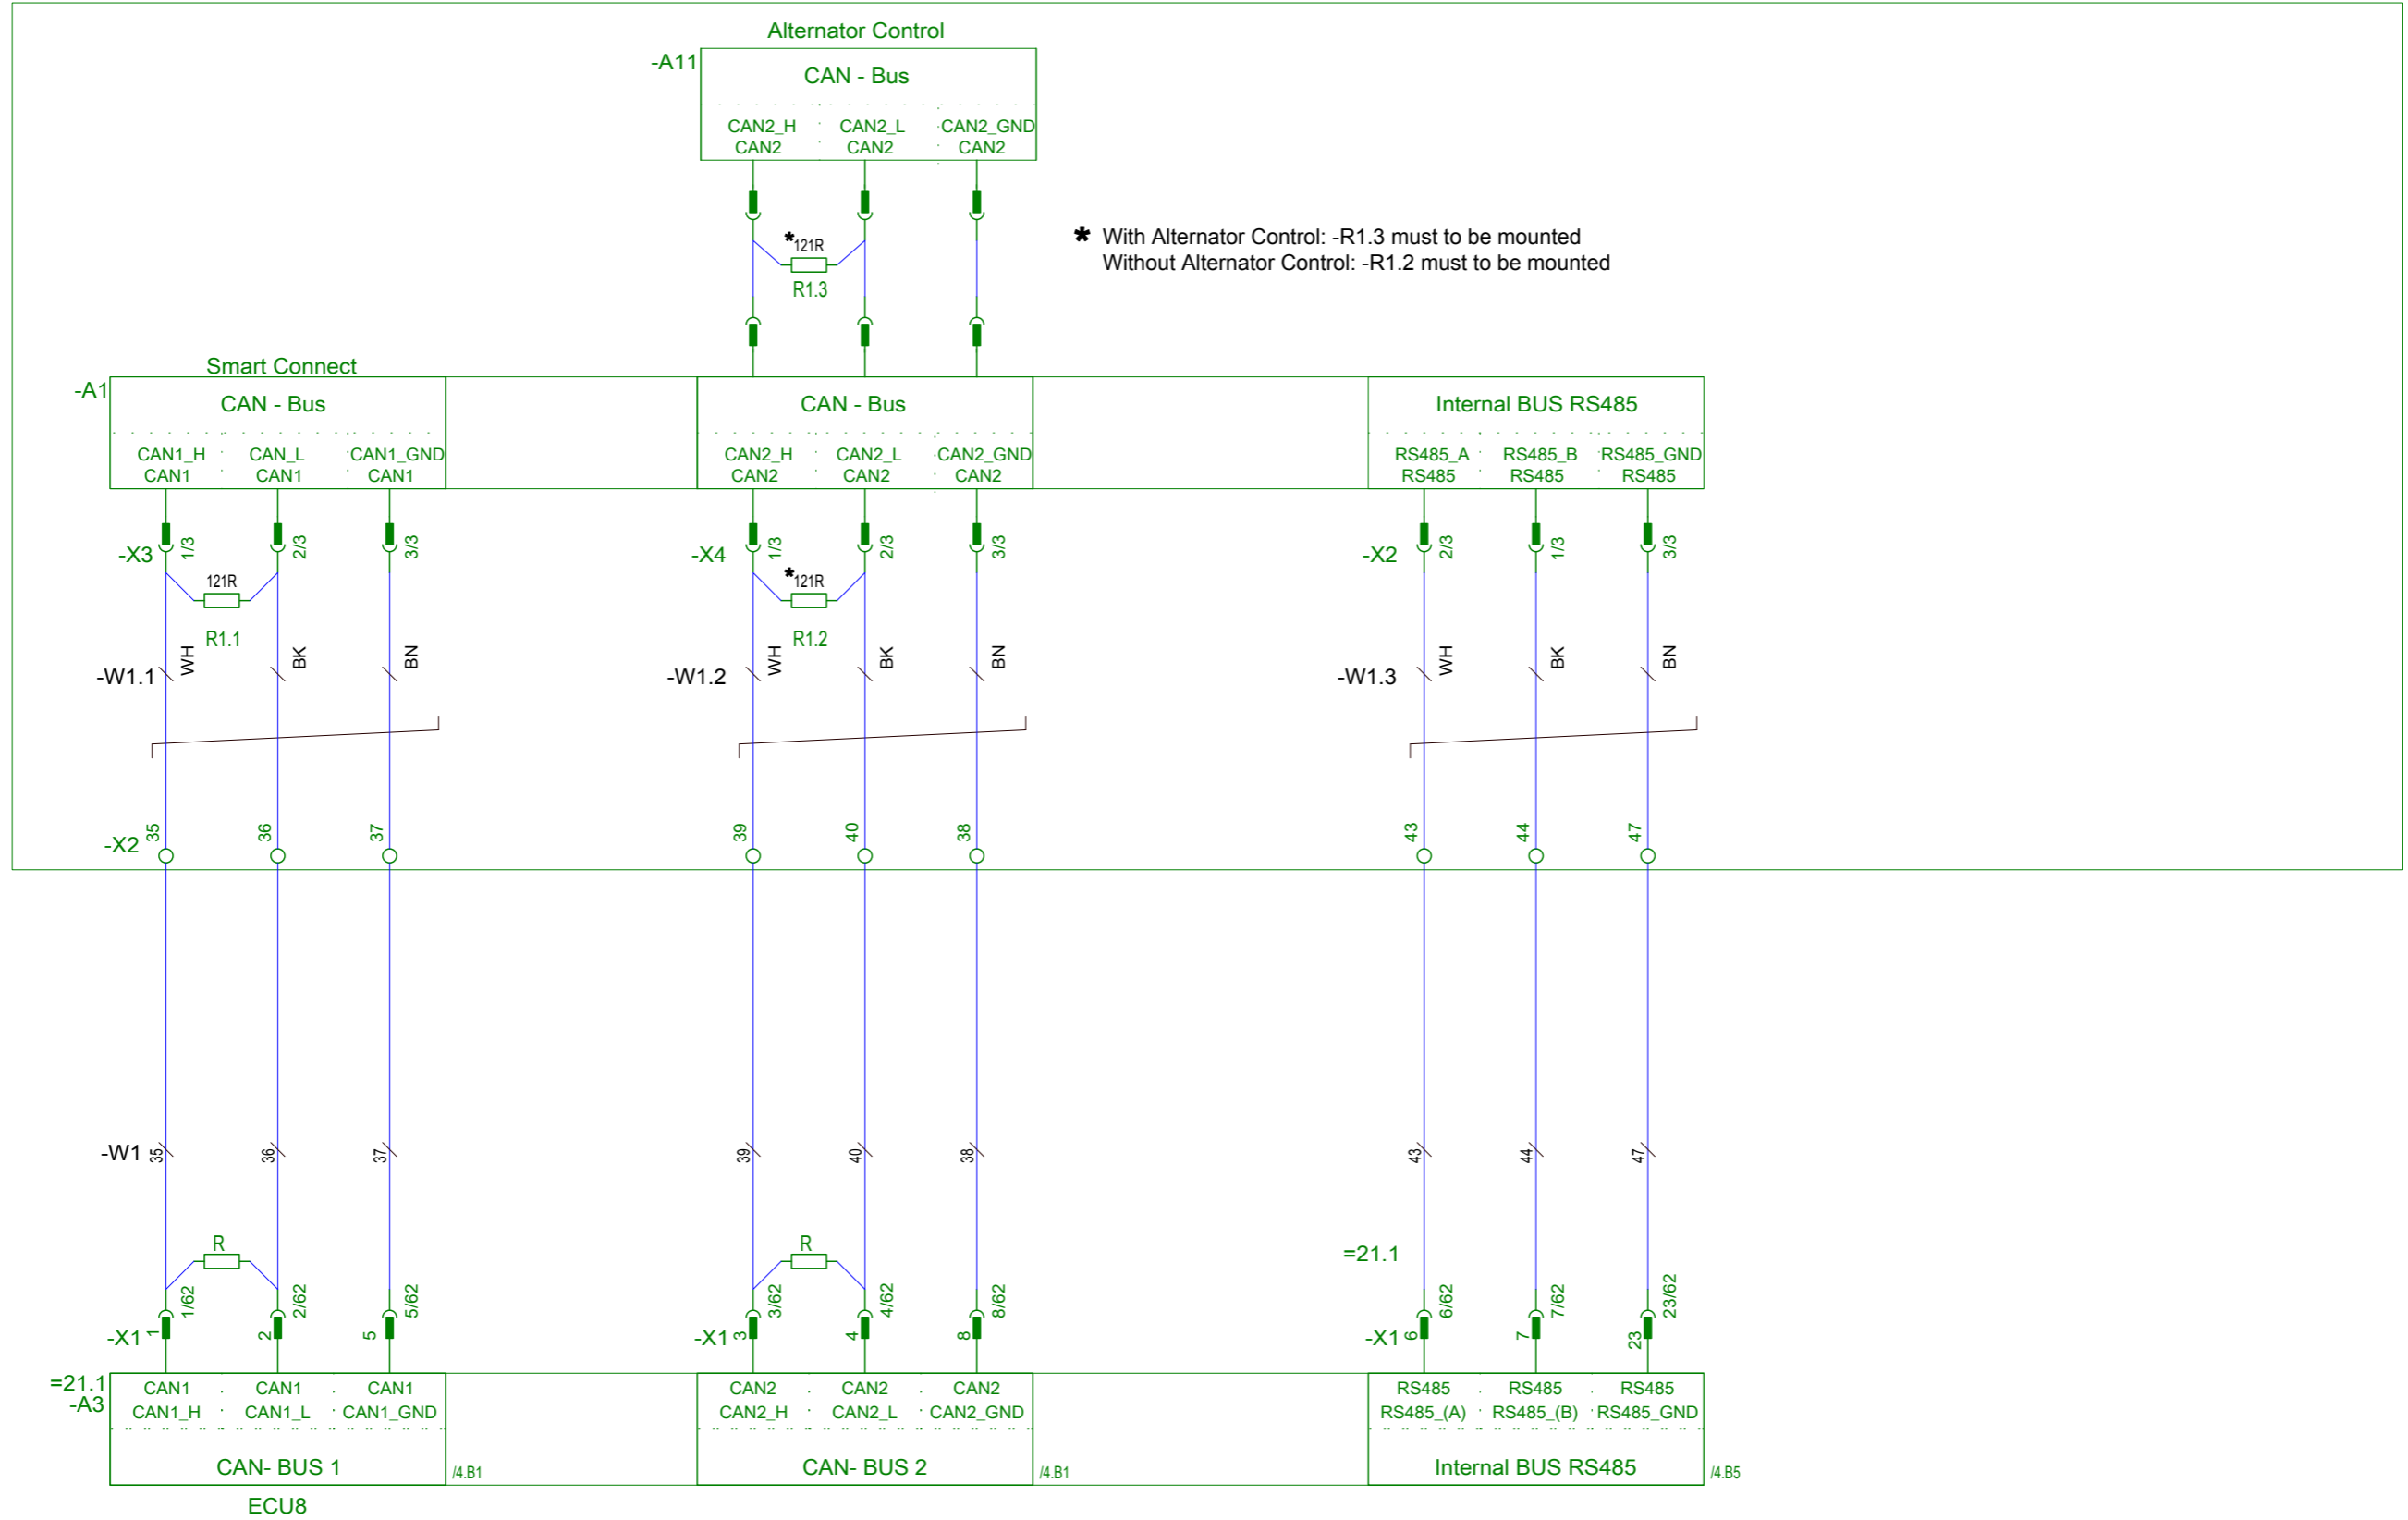 Alternator Control
-A11
CAN - Bus
CAN2_H CAN2_L CAN2_GND
CAN2 CAN2 CAN2
*121R
R1.3
* With Alternator Control: -R1.3 must to be mounted
Without Alternator Control: -R1.2 must to be mounted
Smart Connect
-A1
CAN - Bus CAN - Bus Internal BUS RS485
CAN1_H CAN_L CAN1_GND CAN2_H CAN2_L CAN2_GND RS485_A RS485_B RS485_GND
CAN1 CAN1 CAN1 CAN2 CAN2 CAN2 RS485 RS485 RS485
-X3 1/3 2/3 3/3 -X4 1/3 2/3 3/3 -X2 2/3 1/3 3/3
121R *121R
R1.1 R1.2
-W1.1 WH BK BN -W1.2 WH BK BN -W1.3 WH BK BN
-X2 35 36 37 39 40 38 43 44 47
-W1 35 36 37 39 40 38 43 44 47
R R
=21.1
1/62 2/62 5/62 3/62 4/62 8/62 6/62 7/62 23/62
-X1 1 2 5 -X1 3 4 8 -X1 6 7 23
=21.1
-A3
CAN1 CAN1 CAN1 CAN2 CAN2 CAN2 RS485 RS485 RS485
CAN1_H CAN1_L CAN1_GND CAN2_H CAN2_L CAN2_GND RS485_(A) RS485_(B) RS485_GND
CAN- BUS 1 /4.B1 CAN- BUS 2 /4.B1 Internal BUS RS485 /4.B5
ECU8